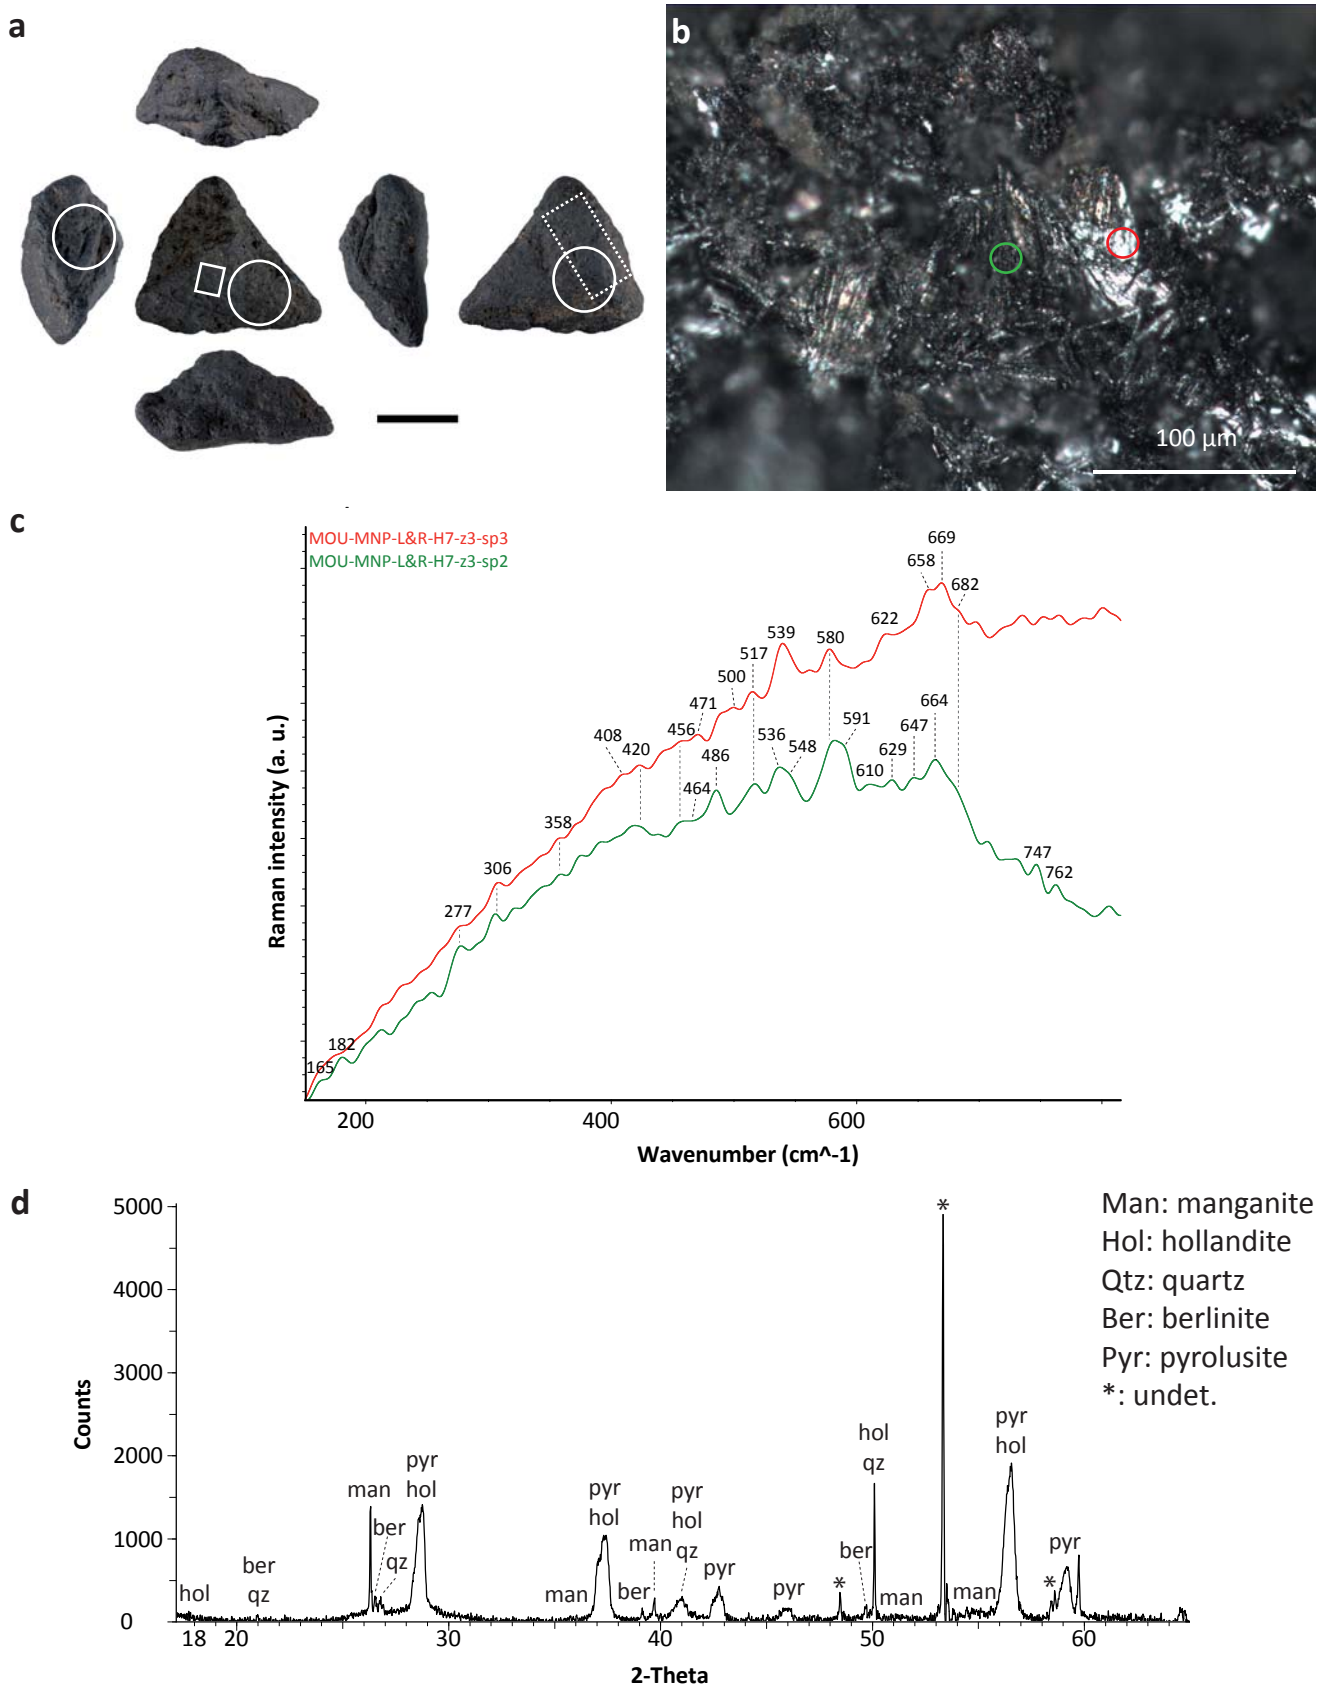 a
b
100 µm
c
MOU-MNP-L&R-H7-z3-sp3
MOU-MNP-L&R-H7-z3-sp2
669
658
682
622
539
580
517
500
471
456
408
420
358
306
277
182
165
664
647
591
536
548
486
464
610
629
747
762
Raman intensity (a. u.)
200
400
600
Wavenumber (cm^-1)
d
5000
4000
3000
2000
1000
0
Counts
Man: manganite
Hol: hollandite
Qtz: quartz
Ber: berlinite
Pyr: pyrolusite
*: undet.
hol
ber
qz
man
ber
qz
pyr
hol
man
pyr
hol
ber
man
pyr
hol
qz
pyr
pyr
*
ber
hol
qz
man
*
man
pyr
hol
*
pyr
18
20
30
40
50
60
2-Theta